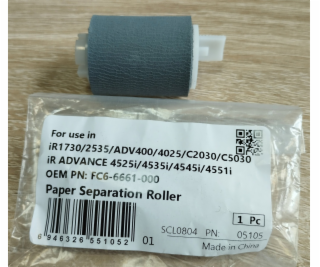 For use in
iR1730/2535/ADV400/4025/C2030/C5030
iR ADVANCE 4525i/4535i/4545i/4551i
OEM PN: FC6-6661-000
Paper Separation Roller
1 Pc
SCL0804 PN: 05105
6 946326 551052 01
Made in China